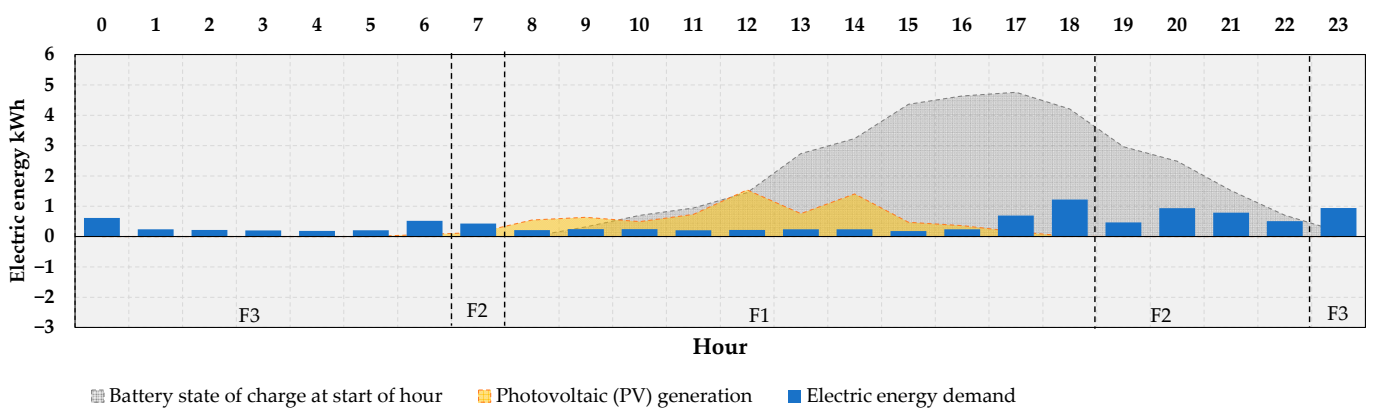 0 1 2 3 4 5 6 7 8 9 10 11 12 13 14 15 16 17 18 19 20 21 22 23
6
5
4
3
2
1
0
−1
−2
−3
Electric energy kWh
F3 F2 F1 F2 F3
Hour
Battery state of charge at start of hour Photovoltaic (PV) generation Electric energy demand